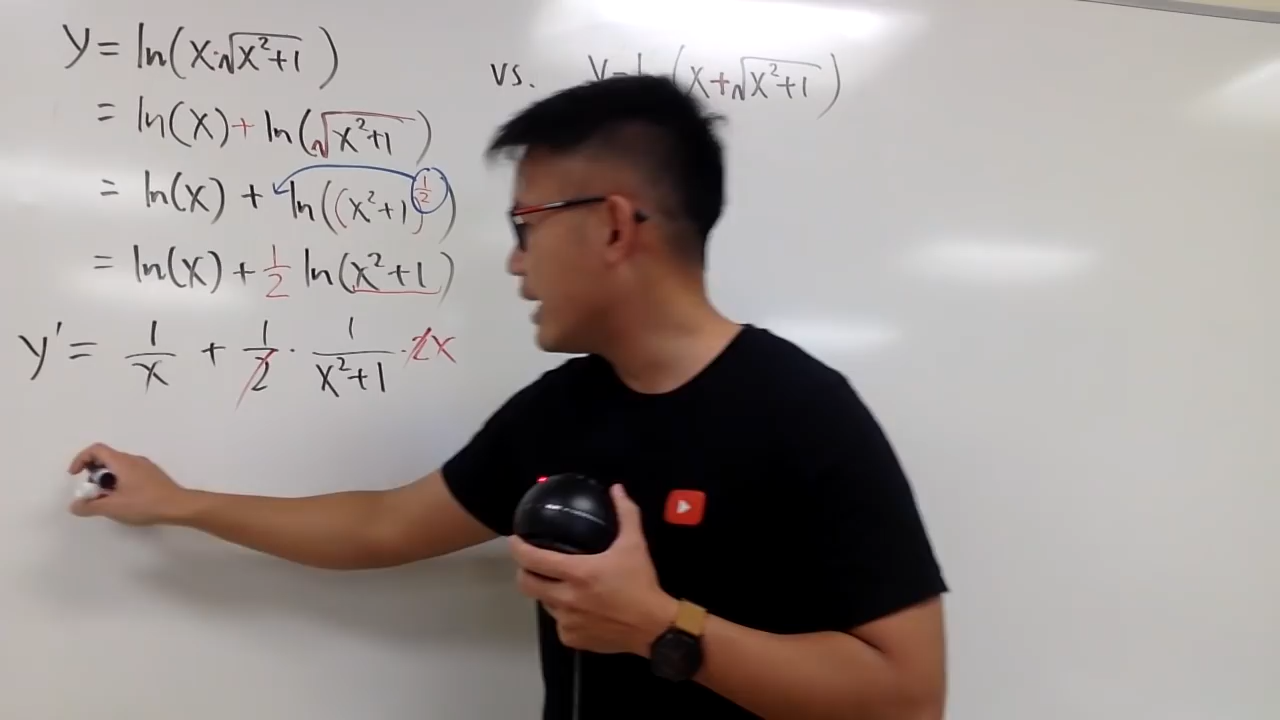 y = ln(x·√(x²+1))
= ln(x) + ln(√(x²+1))
= ln(x) + ln((x²+1)^(1/2))
= ln(x) + 1/2 ln(x²+1)
y' = 1/x + 1/2 · 1/(x²+1) · 2x
vs.
(x+√(x²+1))